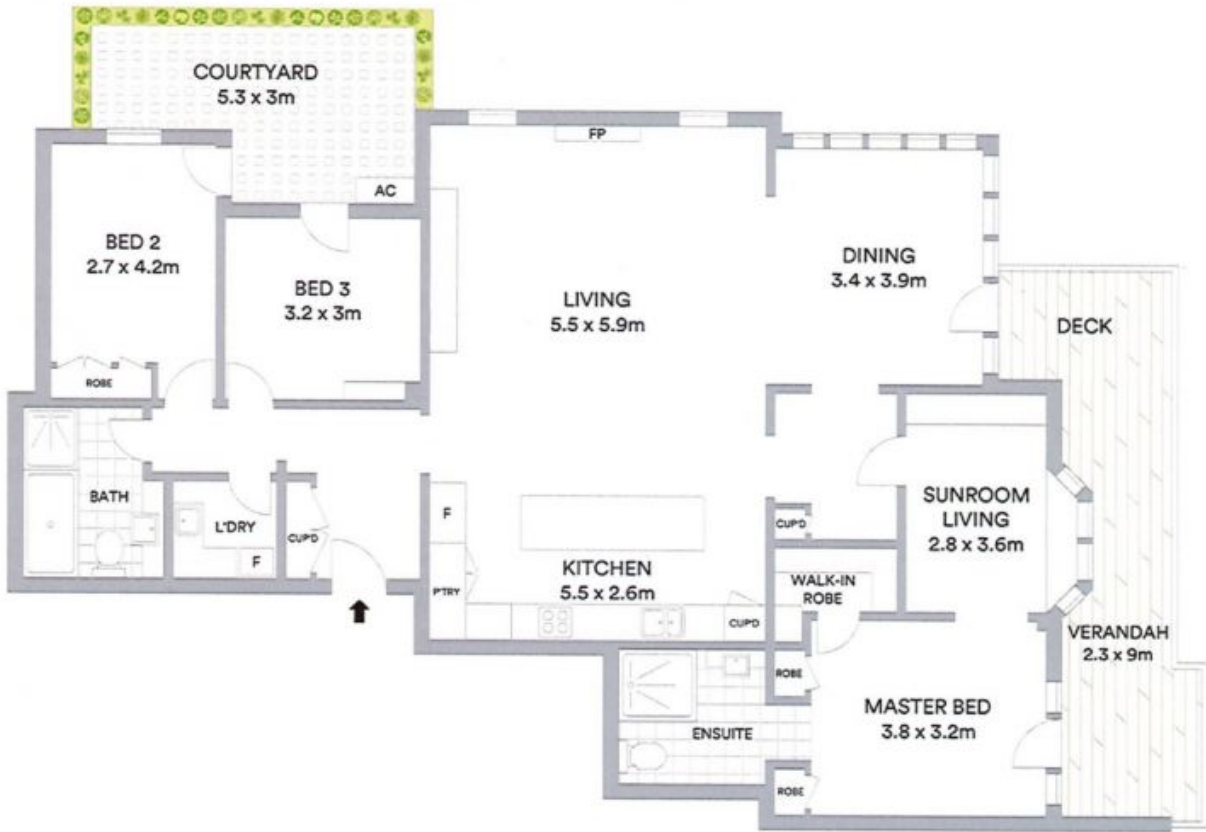 COURTYARD
5.3 x 3m
FP
AC
BED 2
2.7 x 4.2m
BED 3
3.2 x 3m
LIVING
5.5 x 5.9m
DINING
3.4 x 3.9m
DECK
ROBE
BATH
L'DRY
F
CUP'D
F
P'TRY
KITCHEN
5.5 x 2.6m
CUP'D
CUP'D
WALK-IN
ROBE
SUNROOM
LIVING
2.8 x 3.6m
VERANDAH
2.3 x 9m
ROBE
ENSUITE
MASTER BED
3.8 x 3.2m
ROBE